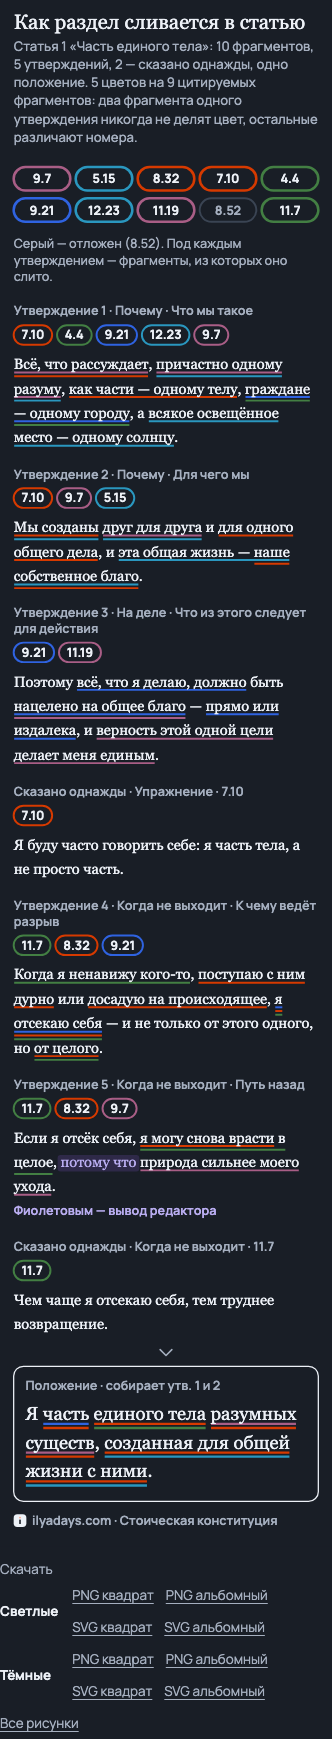 Как раздел сливается в статью
Статья 1 «Часть единого тела»: 10 фрагментов,
5 утверждений, 2 — сказано однажды, одно
положение. 5 цветов на 9 цитируемых
фрагментов: два фрагмента одного
утверждения никогда не делят цвет, остальные
различают номера.
9.7 5.15 8.32 7.10 4.4
9.21 12.23 11.19 8.52 11.7
Серый — отложен (8.52). Под каждым
утверждением — фрагменты, из которых оно
слито.
Утверждение 1 · Почему · Что мы такое
7.10 4.4 9.21 12.23 9.7
Всё, что рассуждает, причастно одному
разуму, как части — одному телу, граждане
— одному городу, а всякое освещённое
место — одному солнцу.
Утверждение 2 · Почему · Для чего мы
7.10 9.7 5.15
Мы созданы друг для друга и для одного
общего дела, и эта общая жизнь — наше
собственное благо.
Утверждение 3 · На деле · Что из этого следует
для действия
9.21 11.19
Поэтому всё, что я делаю, должно быть
нацелено на общее благо — прямо или
издалека, и верность этой одной цели
делает меня единым.
Сказано однажды · Упражнение · 7.10
7.10
Я буду часто говорить себе: я часть тела, а
не просто часть.
Утверждение 4 · Когда не выходит · К чему ведёт
разрыв
11.7 8.32 9.21
Когда я ненавижу кого-то, поступаю с ним
дурно или досадую на происходящее, я
отсекаю себя — и не только от этого одного,
но от целого.
Утверждение 5 · Когда не выходит · Путь назад
11.7 8.32 9.7
Если я отсёк себя, я могу снова врасти в
целое, потому что природа сильнее моего
ухода.
Фиолетовым — вывод редактора
Сказано однажды · Когда не выходит · 11.7
11.7
Чем чаще я отсекаю себя, тем труднее
возвращение.
Положение · собирает утв. 1 и 2
Я часть единого тела разумных
существ, созданная для общей
жизни с ними.
ilyadays.com · Стоическая конституция
Скачать
Светлые
PNG квадрат PNG альбомный
SVG квадрат SVG альбомный
Тёмные
PNG квадрат PNG альбомный
SVG квадрат SVG альбомный
Все рисунки